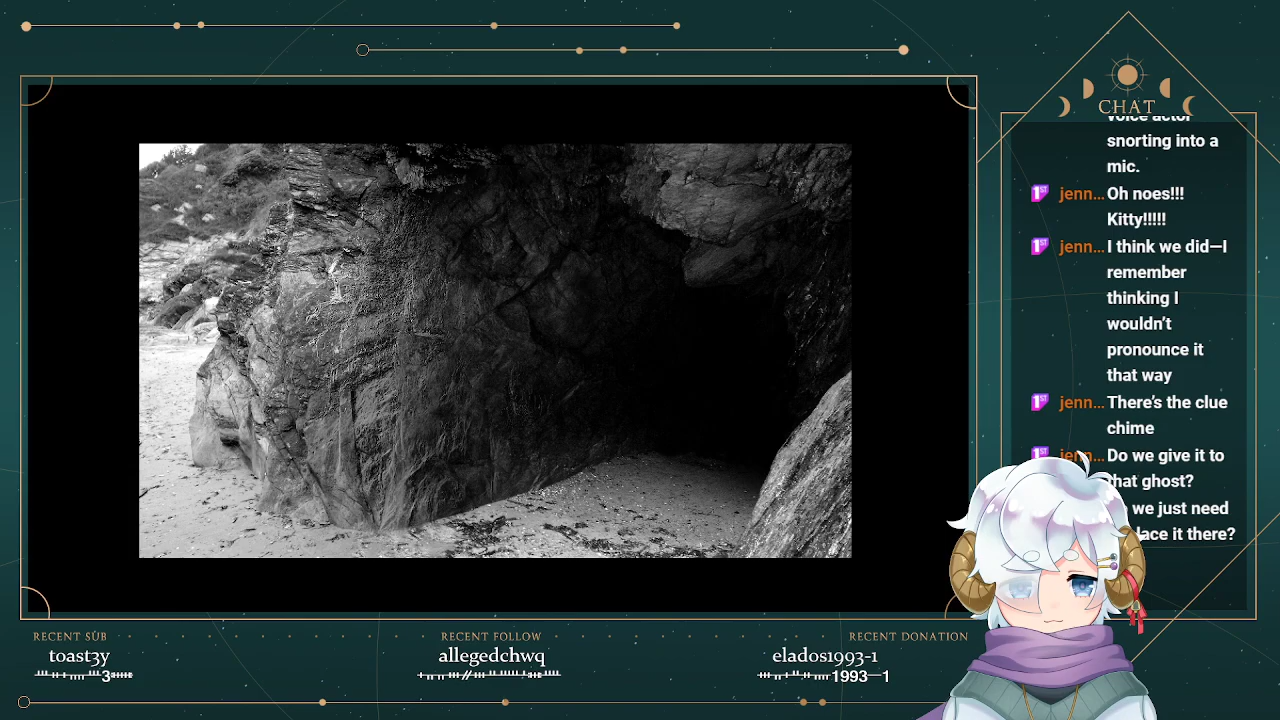 CHAT
voice actor
snorting into a
mic.
jenn... Oh noes!!!
Kitty!!!!!
jenn... I think we did—I
remember
thinking I
wouldn't
pronounce it
that way
jenn... There's the clue
chime
jenn... Do we give it to
that ghost?
we just need
lace it there?
RECENT SUB
toast3y
3
RECENT FOLLOW
allegedchwq
RECENT DONATION
elados1993-1
1993—1